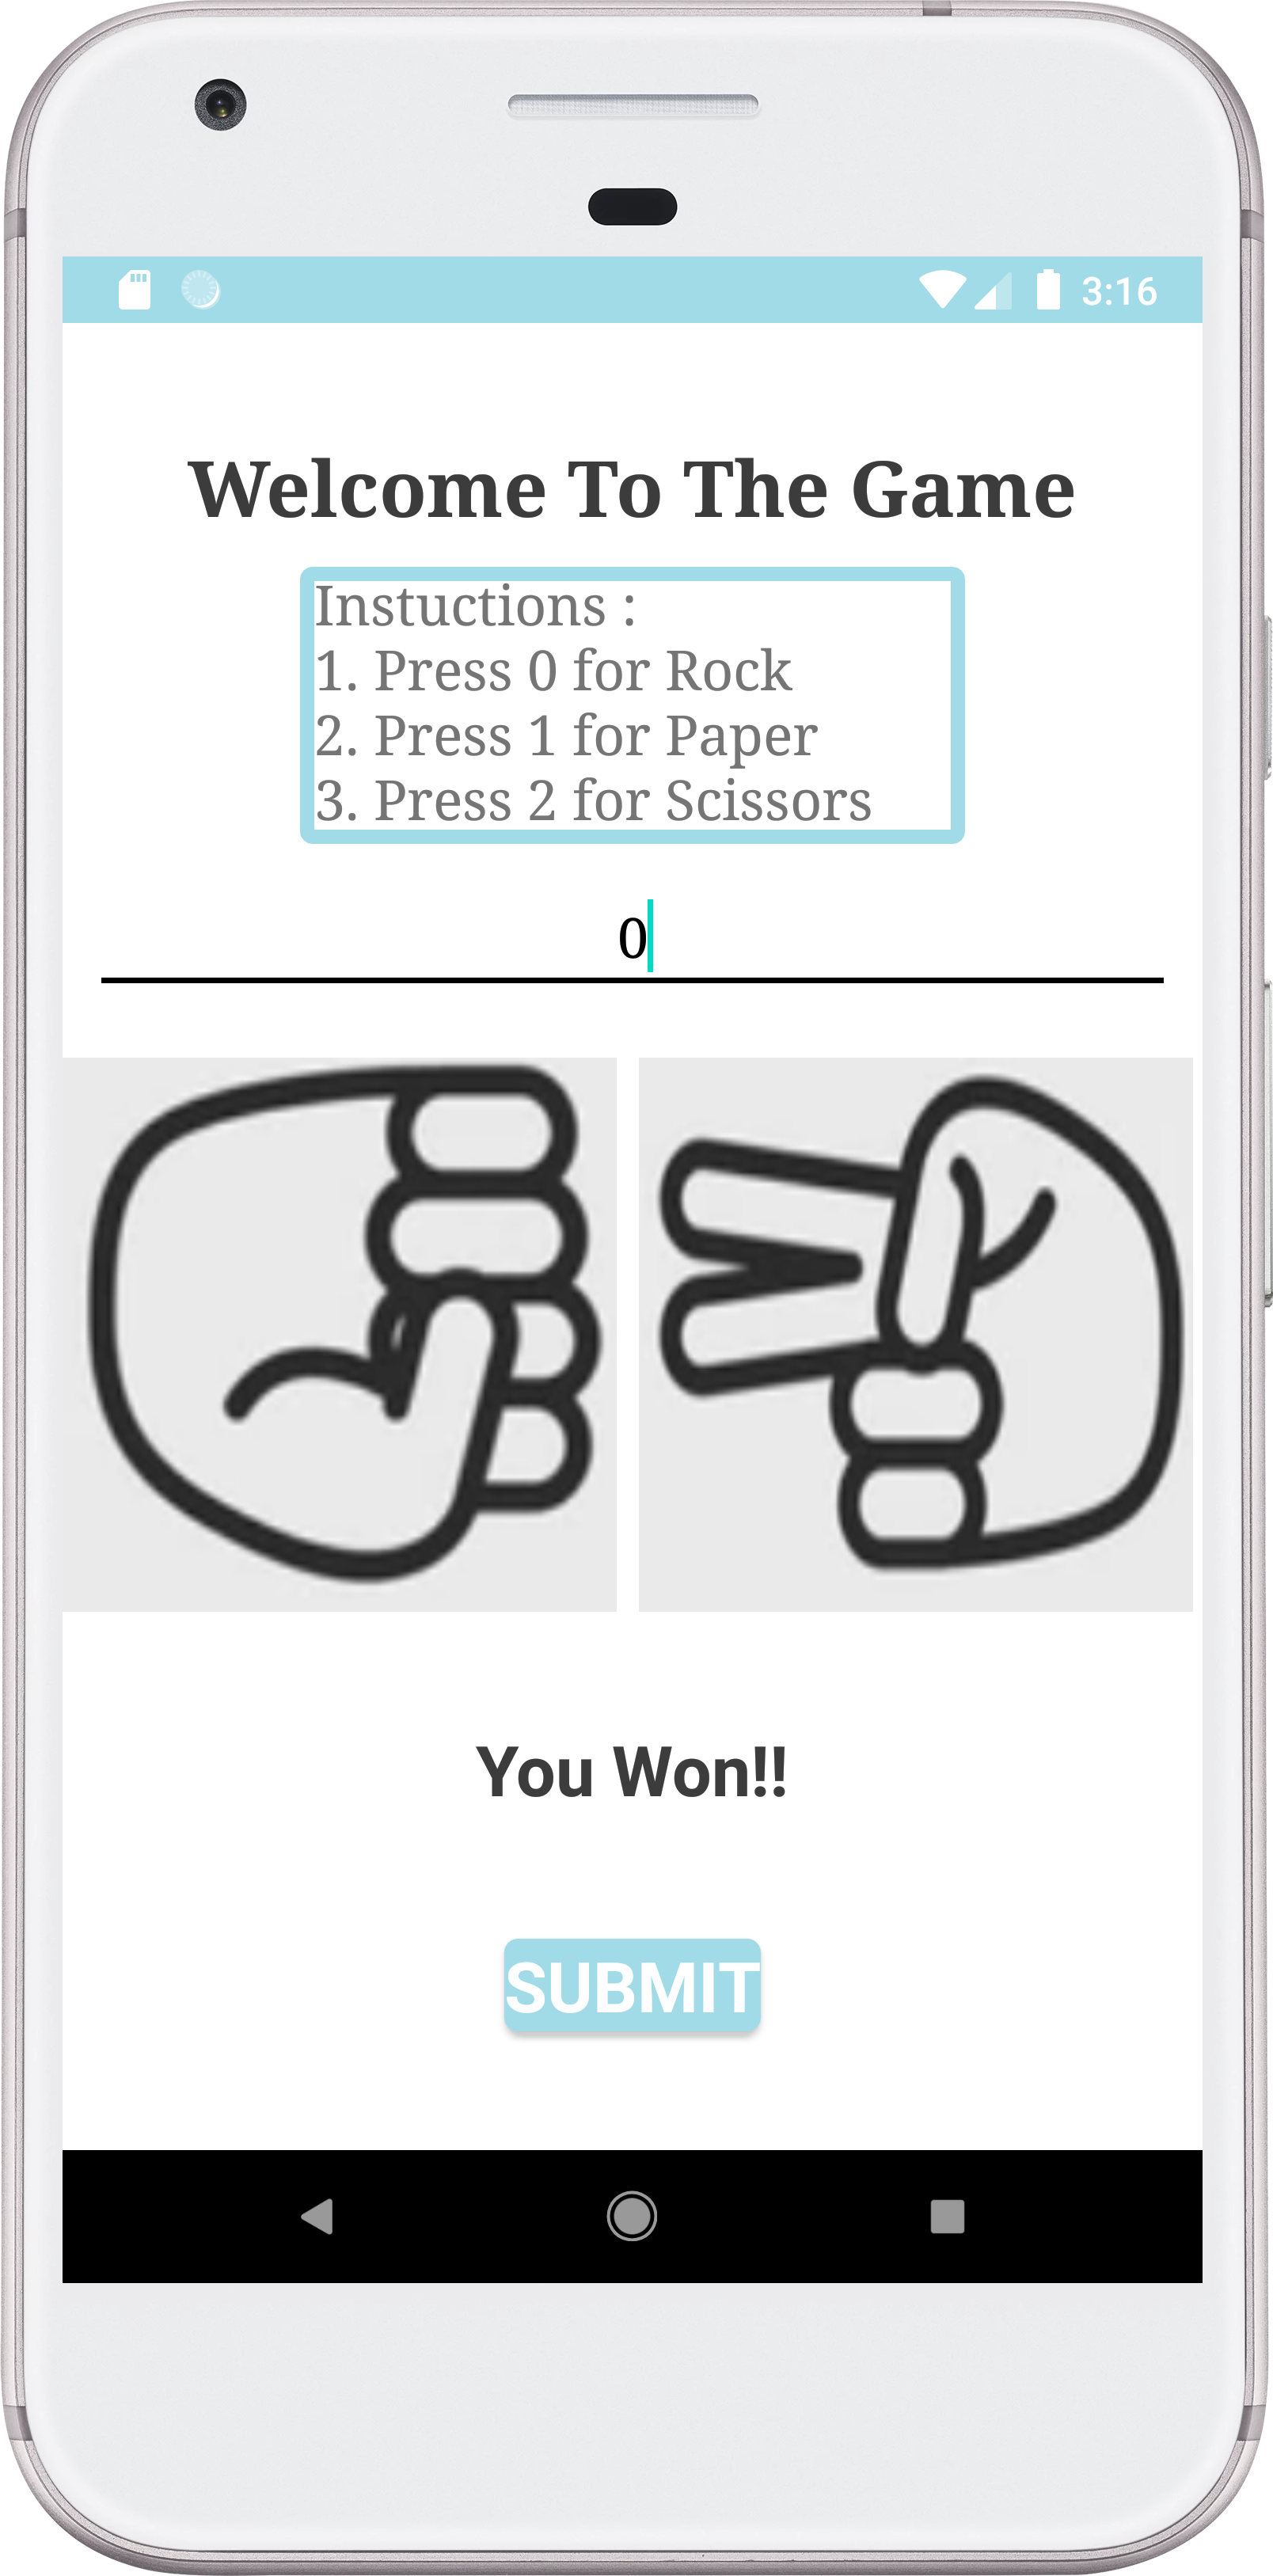 3:16
Welcome To The Game
Instuctions :
1. Press 0 for Rock
2. Press 1 for Paper
3. Press 2 for Scissors
0
You Won!!
SUBMIT